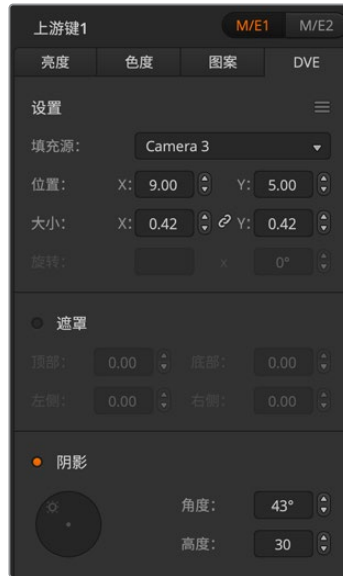 上游键1 M/E1 M/E2
亮度 色度 图案 DVE
设置
填充源： Camera 3
位置： X: 9.00 Y: 5.00
大小： X: 0.42 Y: 0.42
旋转： x 0°
遮罩
顶部： 0.00 底部： 0.00
左侧： 0.00 右侧： 0.00
阴影
角度： 43°
高度： 30